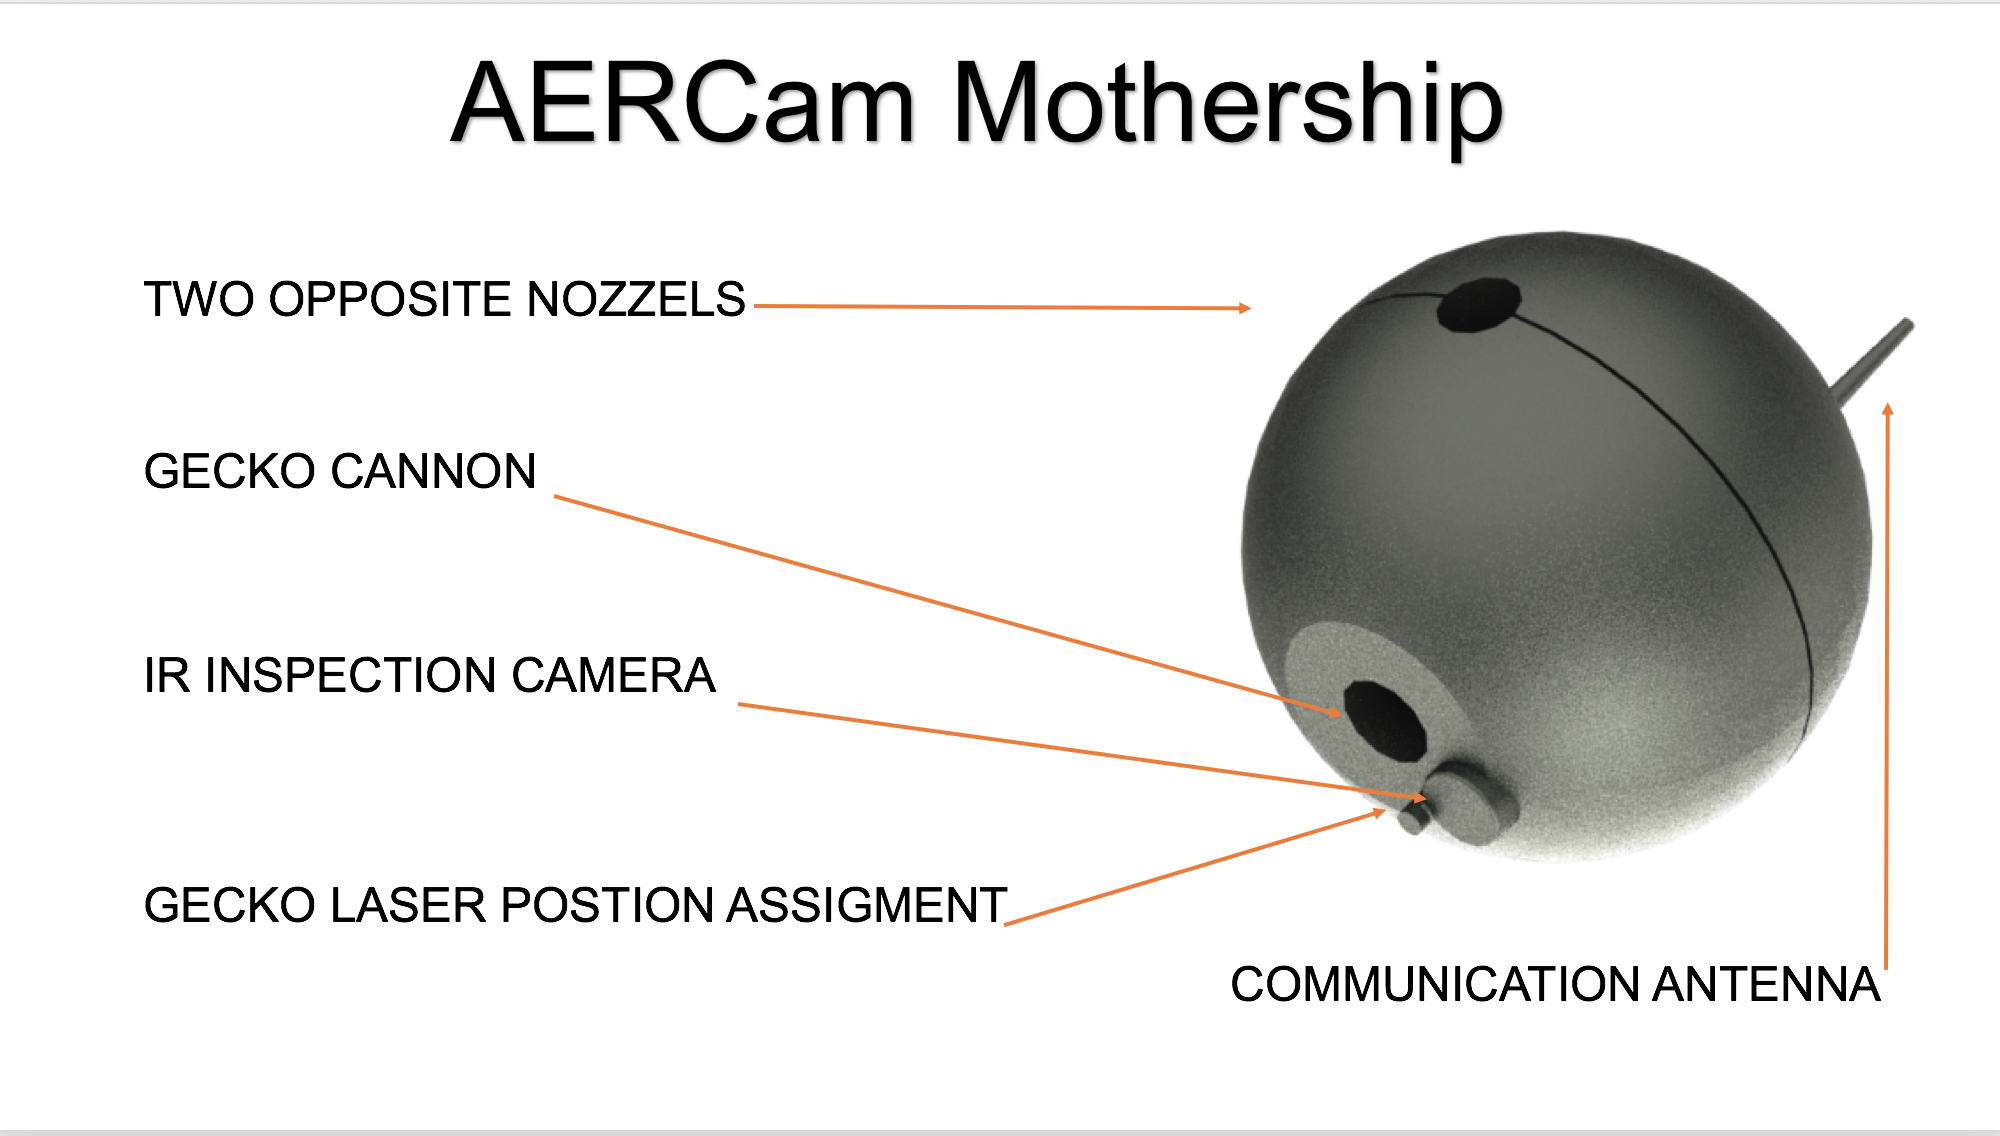 AERCam Mothership
TWO OPPOSITE NOZZELS
GECKO CANNON
IR INSPECTION CAMERA
GECKO LASER POSTION ASSIGMENT
COMMUNICATION ANTENNA